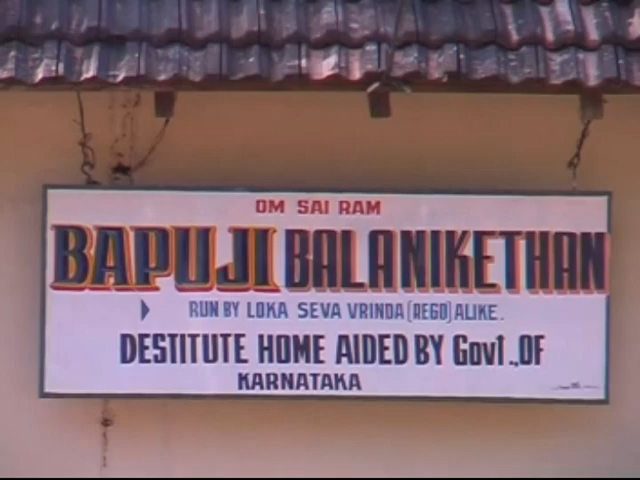 OM SAI RAM
BAPUJI BALANIKETHAN
RUN BY LOKA SEVA VRINDA (REGD) ALIKE.
DESTITUTE HOME AIDED BY Govt.,OF
KARNATAKA